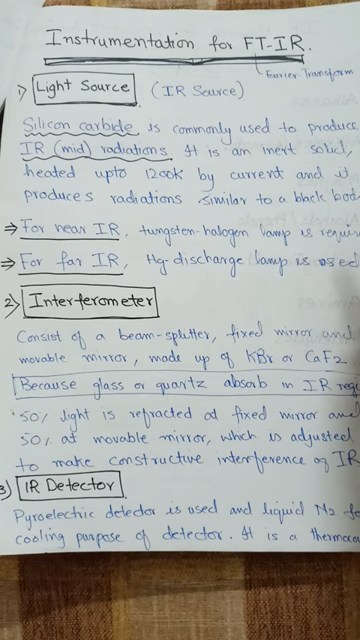 Instrumentation for FT-IR.
Fourier-Transform
1) Light Source (IR Source)
Silicon carbide is commonly used to produce
IR (mid) radiations. It is an inert solid,
heated upto 1200k by current and it
produces radiations similar to a black bod
⇒ For near IR, tungsten-halogen lamp is requir
⇒ For far IR, Hg-discharge lamp is used
2) Interferometer
Consist of a beam-splitter, fixed mirror and
movable mirror, made up of KBr or CaF2
Because glass or quartz absorb in IR reg
50% light is refracted at fixed mirror and
50% at movable mirror, which is adjusted
to make constructive interference of IR
3) IR Detector
Pyroelectric detector is used and liquid N2 fo
cooling purpose of detector. It is a thermoco